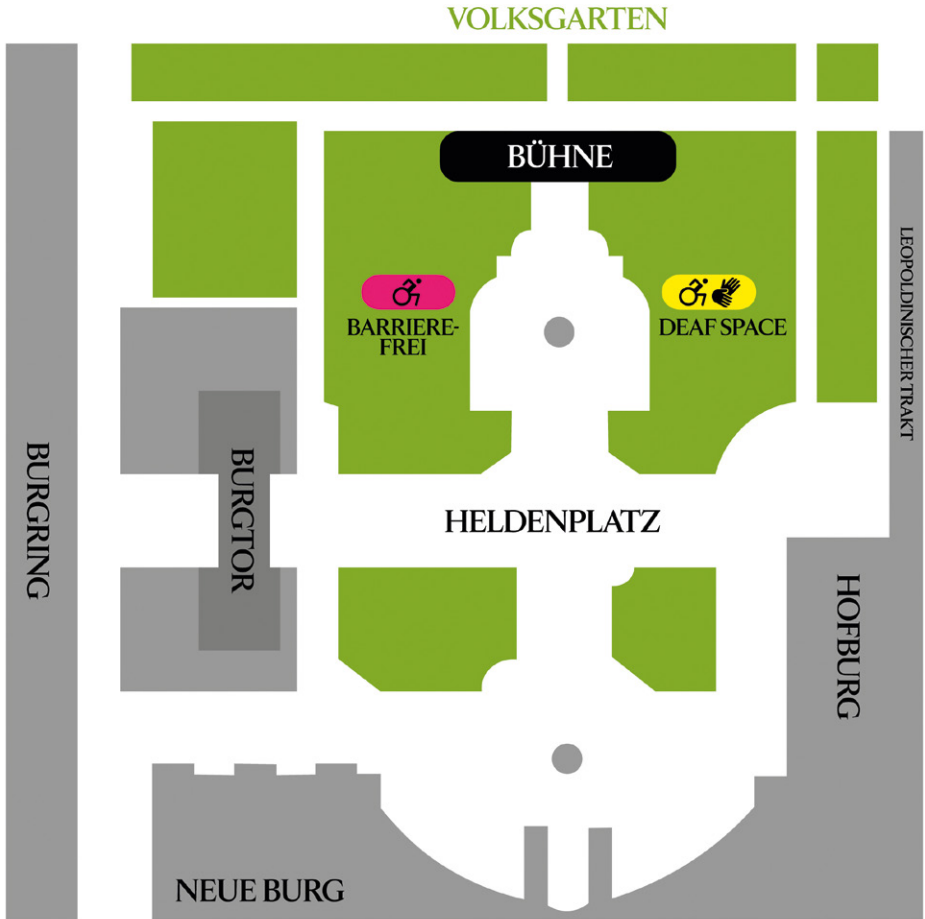 VOLKSGARTEN
BÜHNE
LEOPOLDINISCHER TRAKT
BARRIERE-
FREI
DEAF SPACE
BURGRING
BURGTOR
HELDENPLATZ
HOFBURG
NEUE BURG